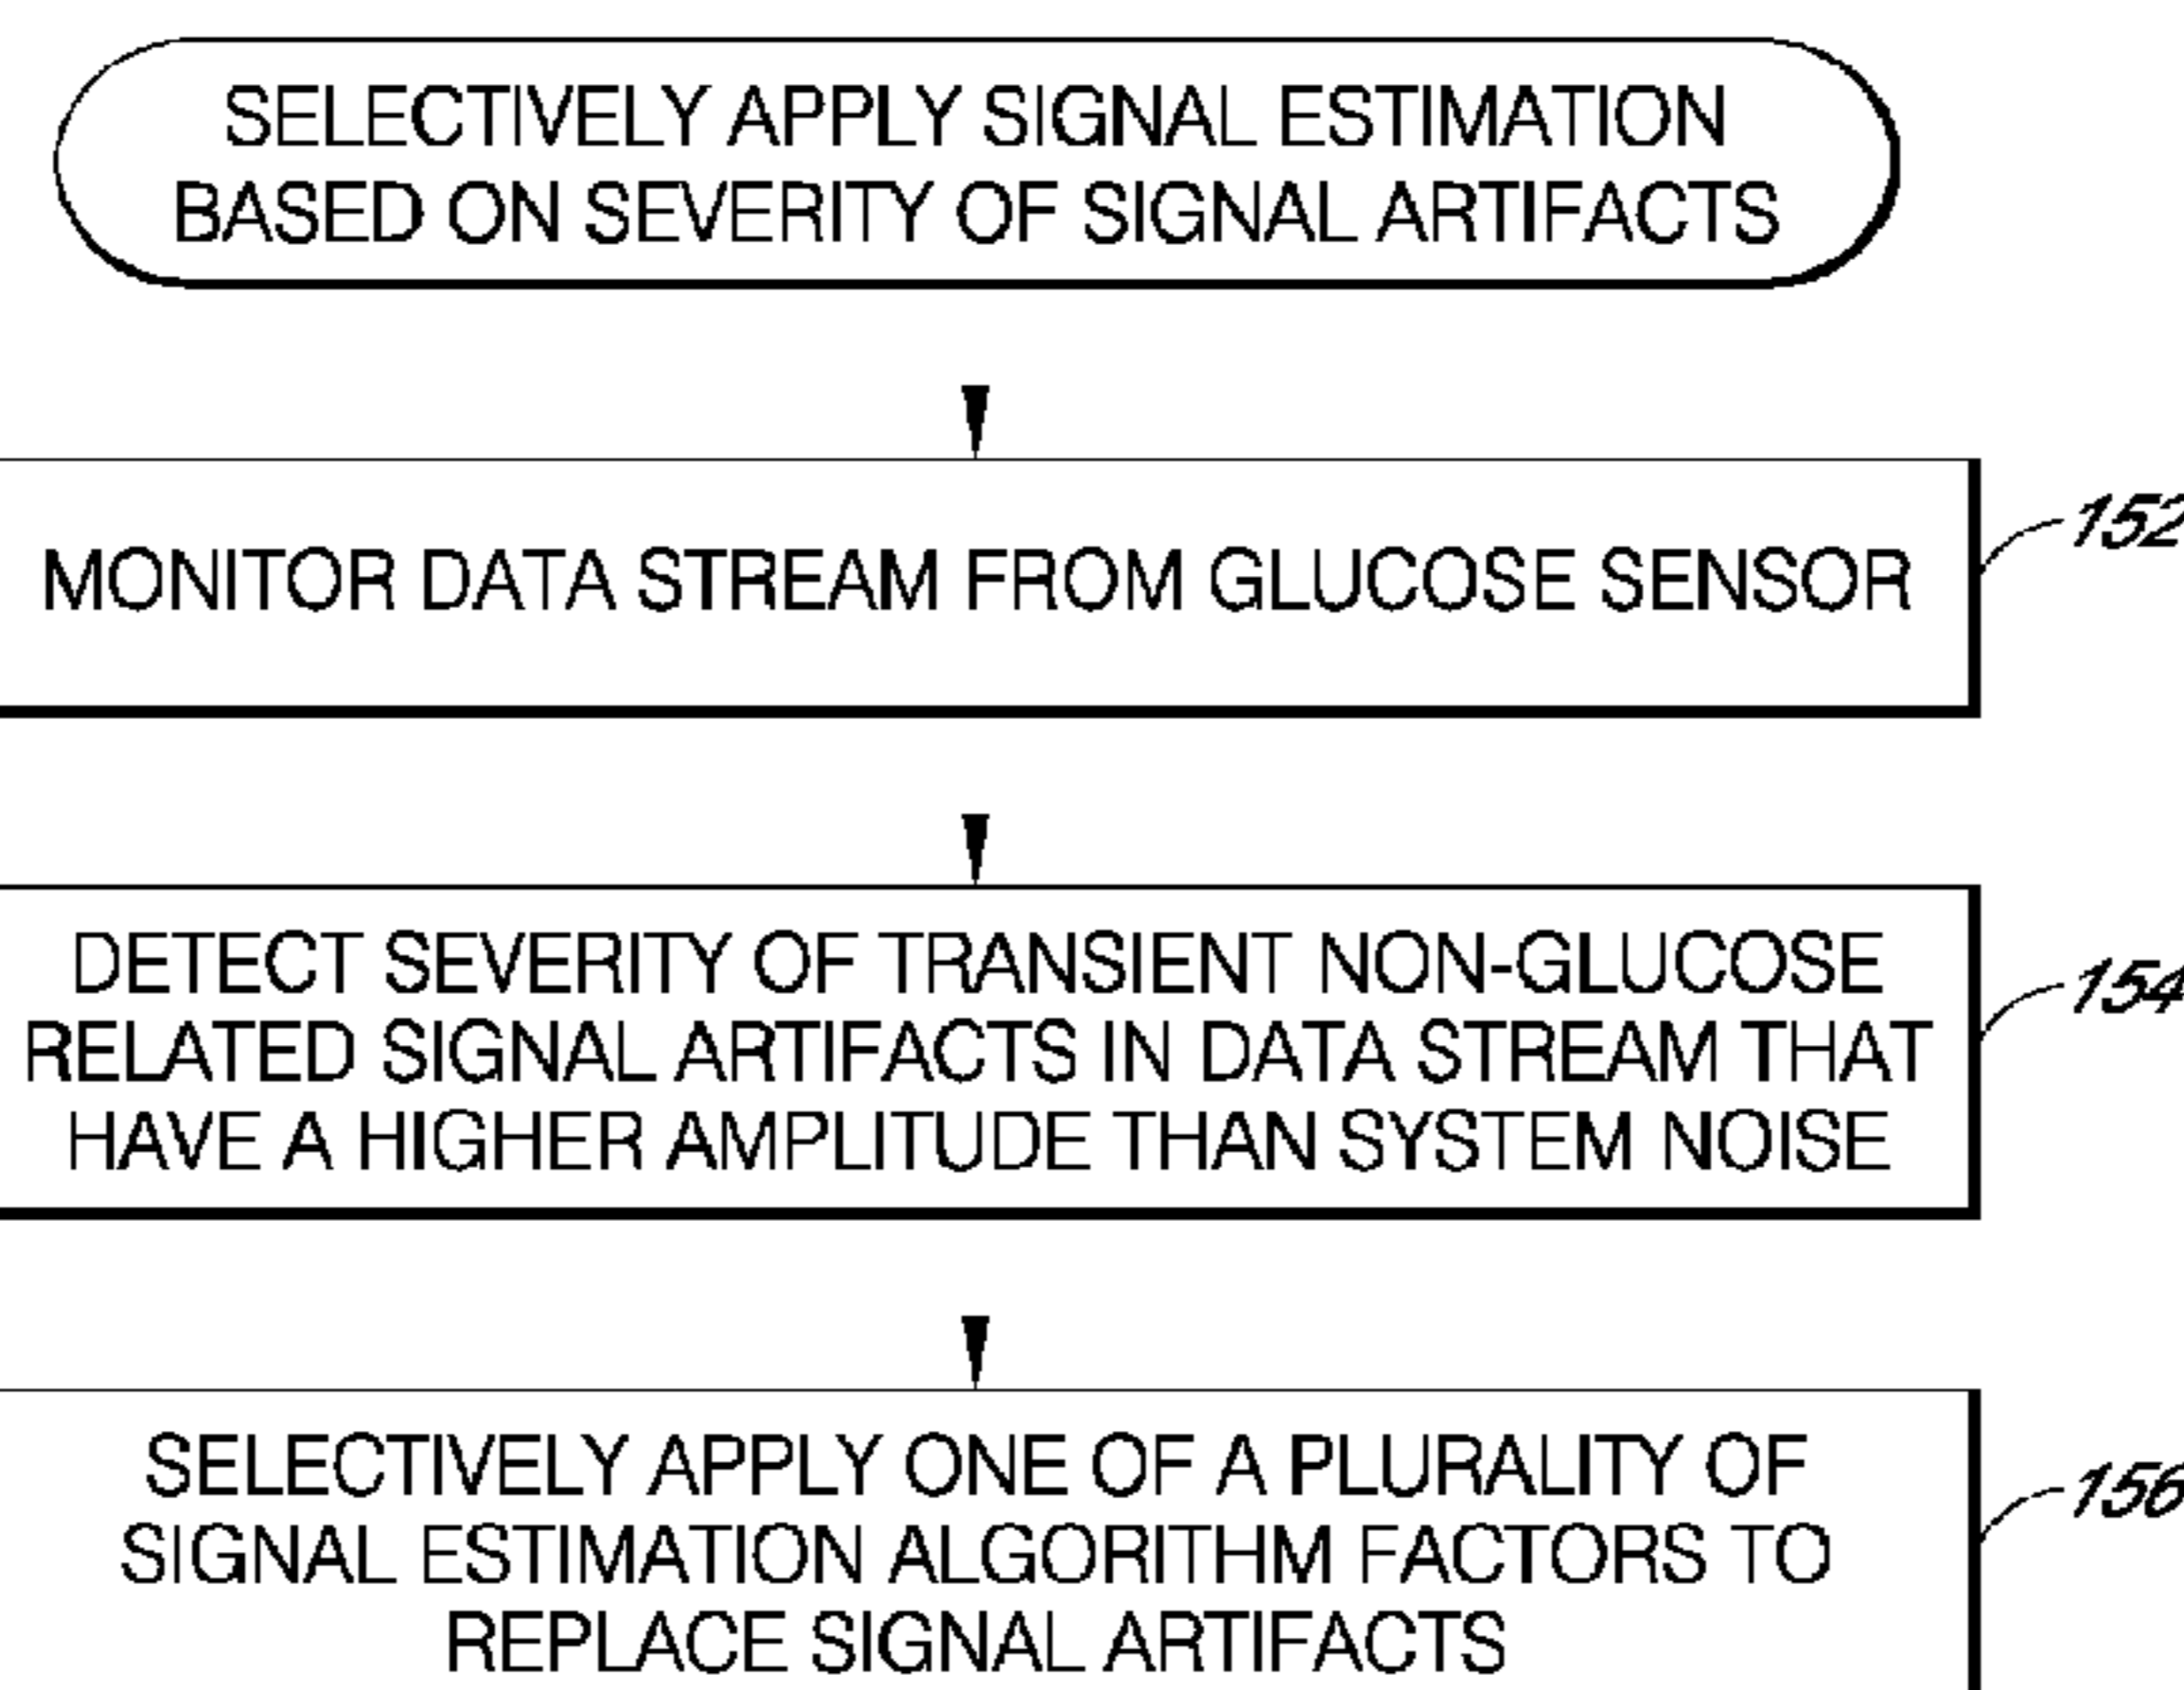 SELECTIVELY APPLY SIGNAL ESTIMATION
BASED ON SEVERITY OF SIGNAL ARTIFACTS
152
MONITOR DATA STREAM FROM GLUCOSE SENSOR
DETECT SEVERITY OF TRANSIENT NON-GLUCOSE
154
RELATED SIGNAL ARTIFACTS IN DATA STREAM THAT
HAVE A HIGHER AMPLITUDE THAN SYSTEM NOISE
SELECTIVELY APPLY ONE OF A PLURALITY OF
156
SIGNAL ESTIMATION ALGORITHM FACTORS TO
REPLACE SIGNAL ARTIFACTS